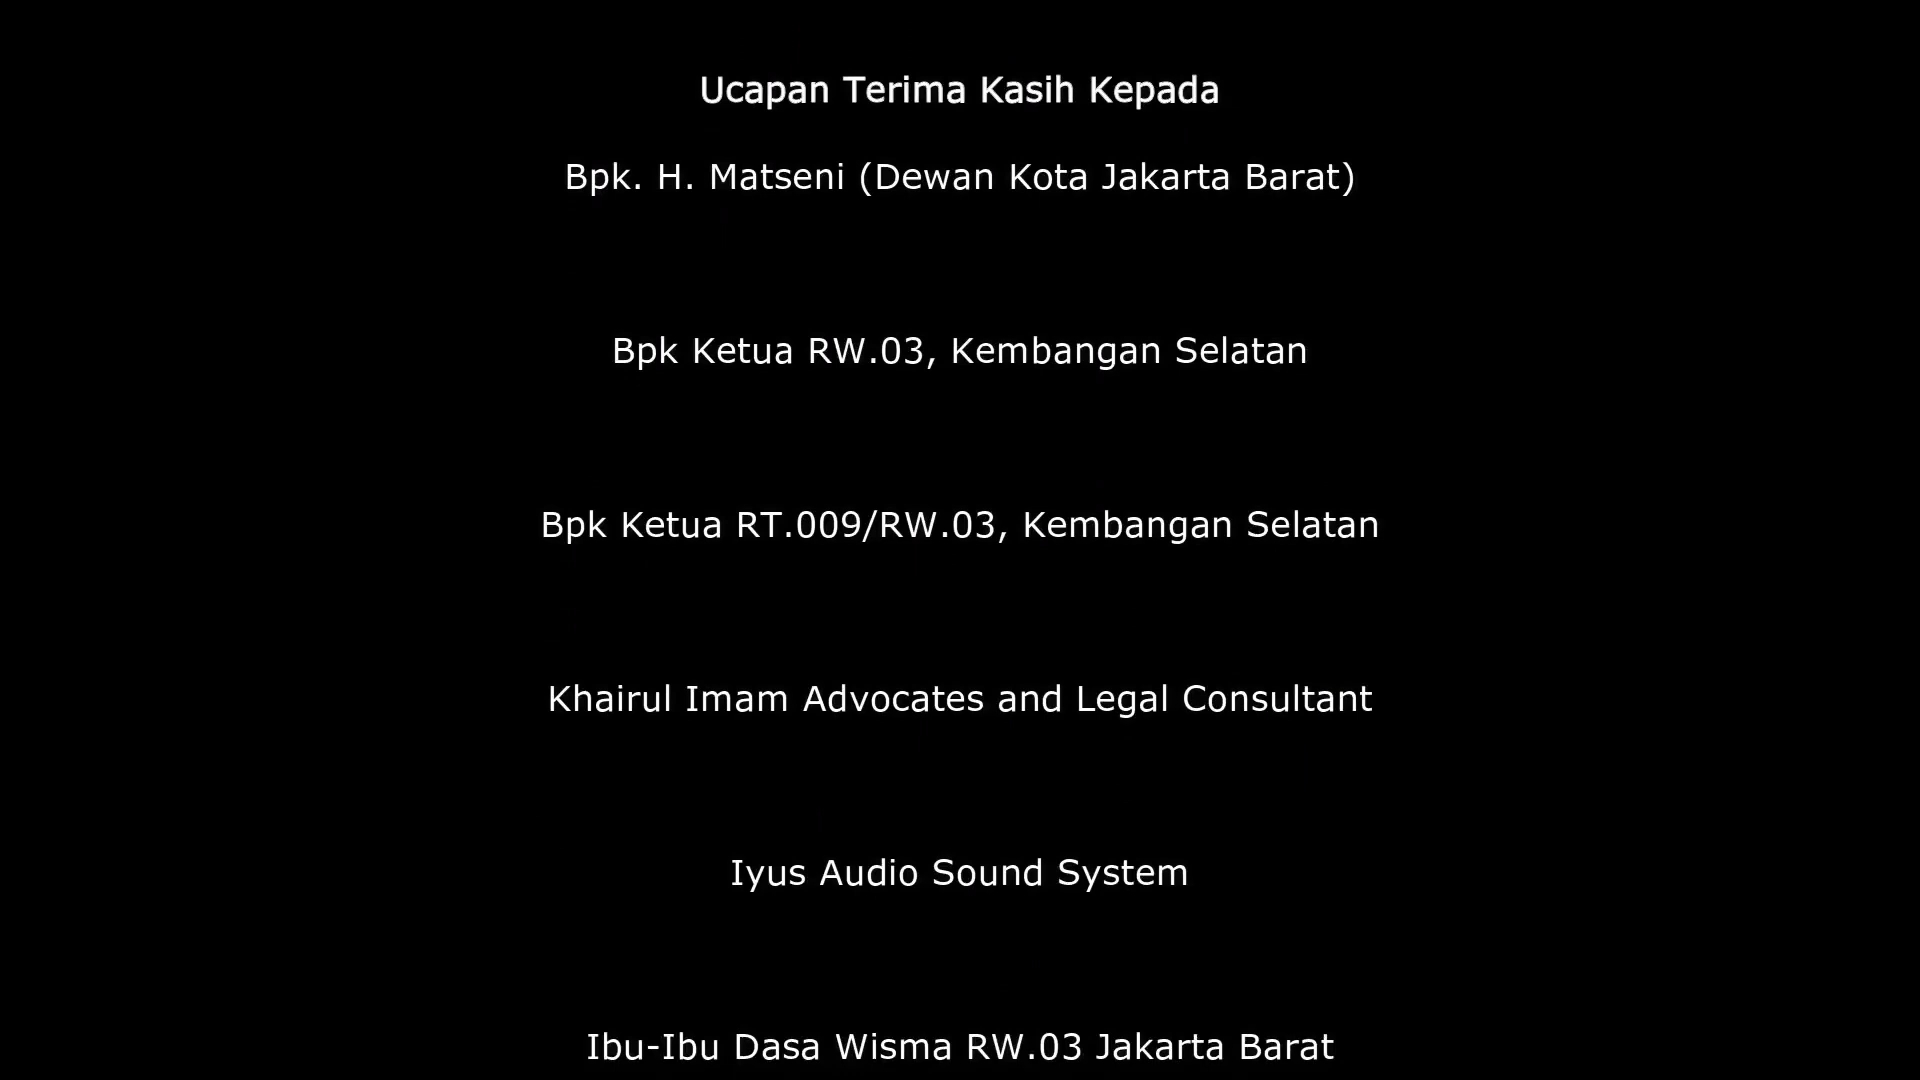 Ucapan Terima Kasih Kepada
Bpk. H. Matseni (Dewan Kota Jakarta Barat)
Bpk Ketua RW.03, Kembangan Selatan
Bpk Ketua RT.009/RW.03, Kembangan Selatan
Khairul Imam Advocates and Legal Consultant
Iyus Audio Sound System
Ibu-Ibu Dasa Wisma RW.03 Jakarta Barat